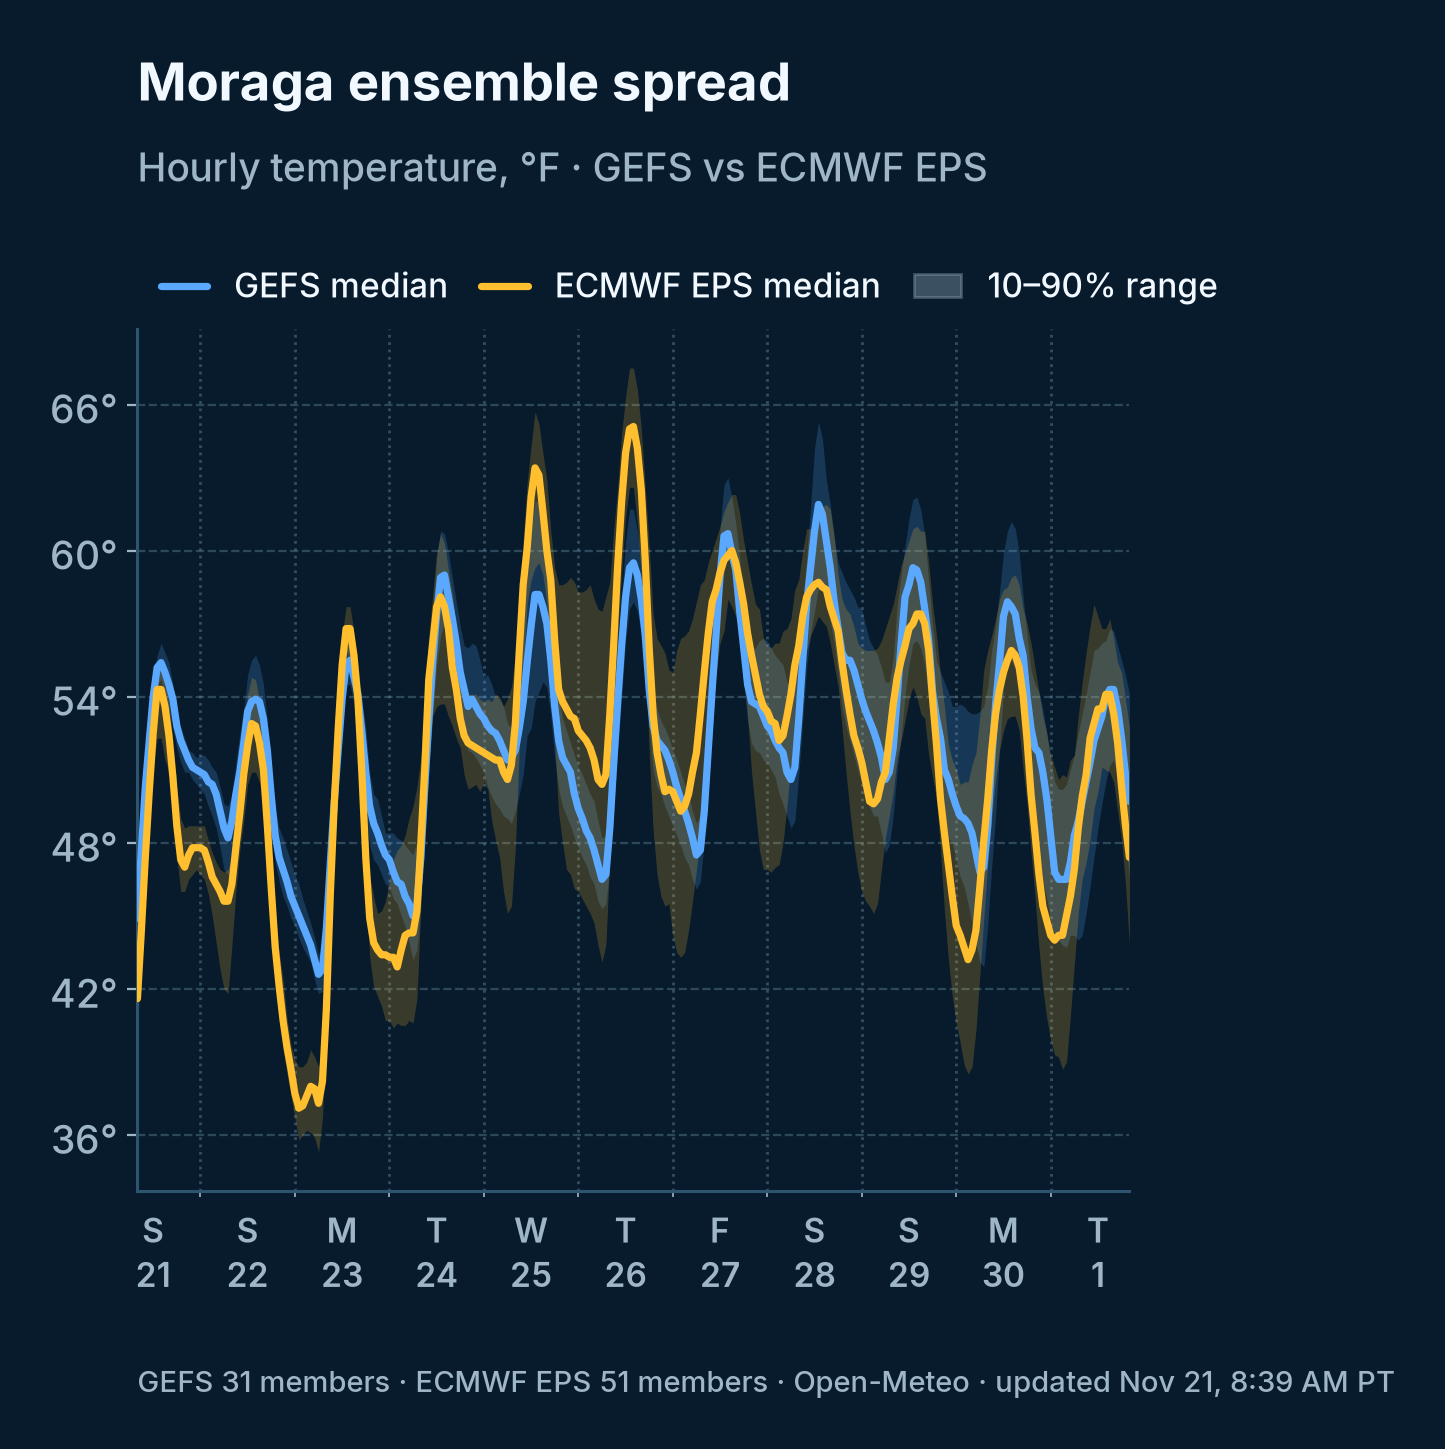 Moraga ensemble spread
Hourly temperature, °F · GEFS vs ECMWF EPS
GEFS median ECMWF EPS median 10–90% range
66°
60°
54°
48°
42°
36°
S S M T W T F S S M T
21 22 23 24 25 26 27 28 29 30 1
GEFS 31 members · ECMWF EPS 51 members · Open-Meteo · updated Nov 21, 8:39 AM PT